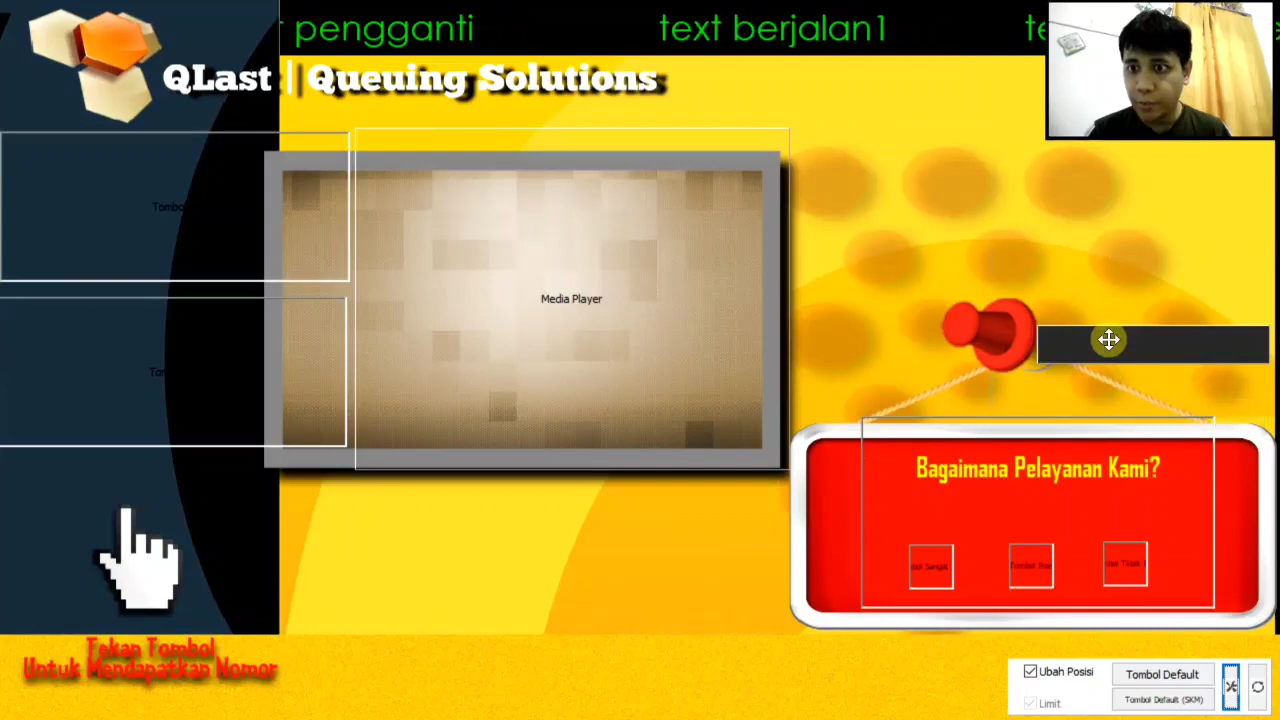 pengganti
text berjalan1
QLast || Queuing Solutions
Media Player
Bagaimana Pelayanan Kami?
Tekan Tombol
Untuk Mendapatkan Nomor
Ubah Posisi
Tombol Default
Limit
Tombol Default (SKM)